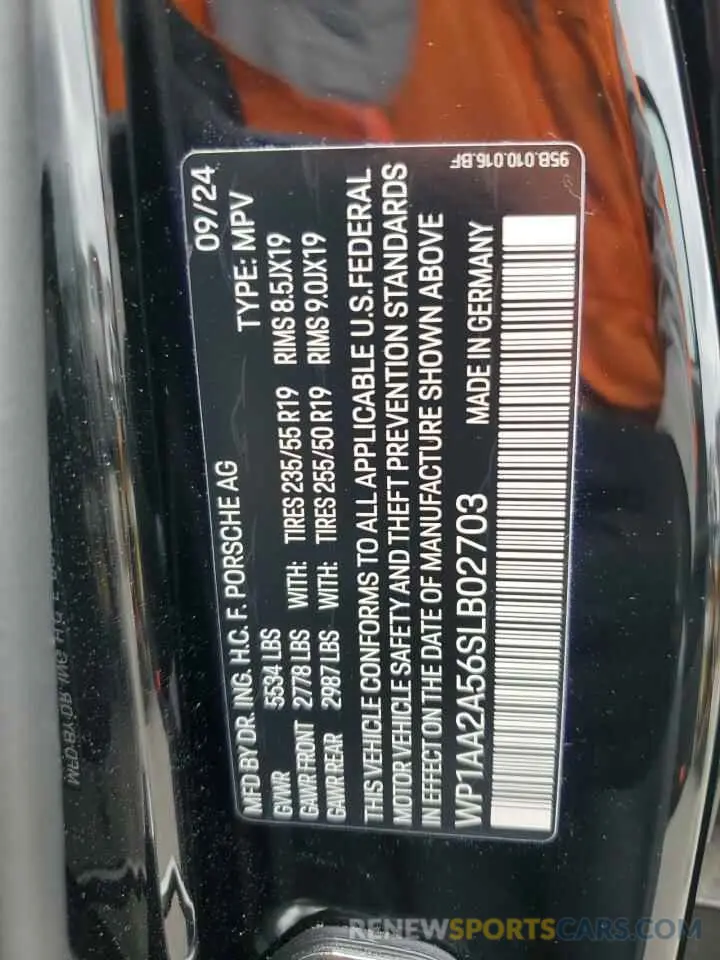 MFD BY DR. ING. H.C. F. PORSCHE AG 09/24
GVWR 5534 LBS TYPE: MPV
GAWR FRONT 2778 LBS WITH: TIRES 235/55 R19 RIMS 8.5JX19
GAWR REAR 2987 LBS WITH: TIRES 255/50 R19 RIMS 9.0JX19
THIS VEHICLE CONFORMS TO ALL APPLICABLE U.S. FEDERAL
MOTOR VEHICLE SAFETY AND THEFT PREVENTION STANDARDS
IN EFFECT ON THE DATE OF MANUFACTURE SHOWN ABOVE
WP1AA2A56SLB02703 MADE IN GERMANY
95B.010.016.BF
RENEWSPORTSCARS.COM